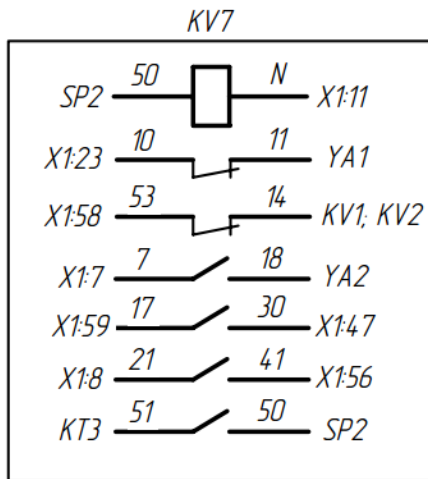 KV7
SP2 50 N X1:11
X1:23 10 11 YA1
X1:58 53 14 KV1; KV2
X1:7 7 18 YA2
X1:59 17 30 X1:47
X1:8 21 41 X1:56
KT3 51 50 SP2